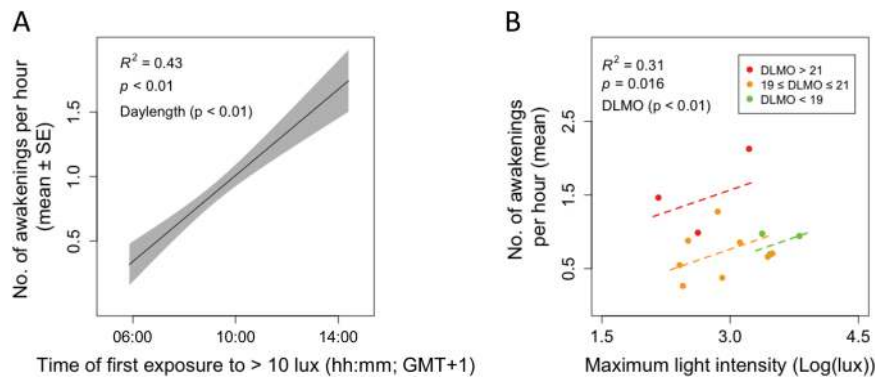 A
No. of awakenings per hour
(mean ± SE)
R² = 0.43
p < 0.01
Daylength (p < 0.01)
0.5
1.0
1.5
06:00
10:00
14:00
Time of first exposure to > 10 lux (hh:mm; GMT+1)
B
No. of awakenings
per hour (mean)
R² = 0.31
p = 0.016
DLMO (p < 0.01)
DLMO > 21
19 ≤ DLMO ≤ 21
DLMO < 19
0.5
1.5
2.5
1.5
3.0
4.5
Maximum light intensity (Log(lux))